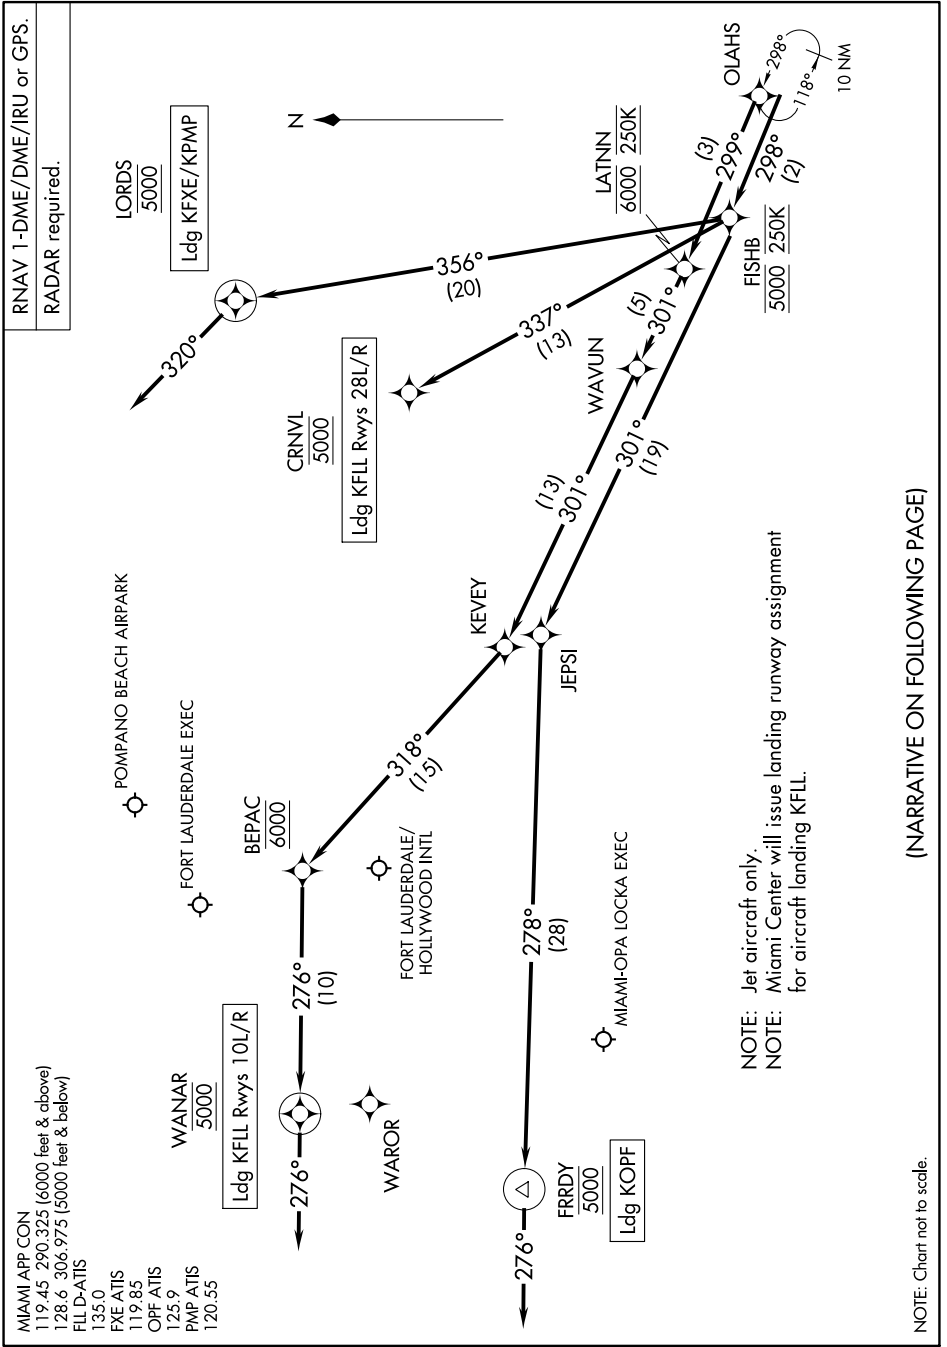 RNAV 1-DME/DME/IRU or GPS.
RADAR required.
MIAMI APP CON
119.45 290.325 (6000 feet & above)
128.6 306.975 (5000 feet & below)
FLL D-ATIS
135.0
FXE ATIS
119.85
OPF ATIS
125.9
PMP ATIS
120.55
POMPANO BEACH AIRPARK
FORT LAUDERDALE EXEC
LORDS
5000
Ldg KFXE/KPMP
320°
N
WANAR
5000
Ldg KFLL Rwys 10L/R
276°
276°
(10)
BEPAC
6000
FORT LAUDERDALE/
HOLLYWOOD INTL
WAROR
318°
(15)
CRNVL
5000
Ldg KFLL Rwys 28L/R
356°
(20)
337°
(13)
KEVEY
JEPSI
(13)
301°
WAVUN
(5)
301°
301°
(19)
LATNN
6000 250K
(3)
299°
298°
(2)
OLAHS
298°
118°
10 NM
FISHB
5000 250K
276°
FRRDY
5000
Ldg KOPF
278°
(28)
MIAMI-OPA LOCKA EXEC
NOTE: Jet aircraft only.
NOTE: Miami Center will issue landing runway assignment
for aircraft landing KFLL.
(NARRATIVE ON FOLLOWING PAGE)
NOTE: Chart not to scale.